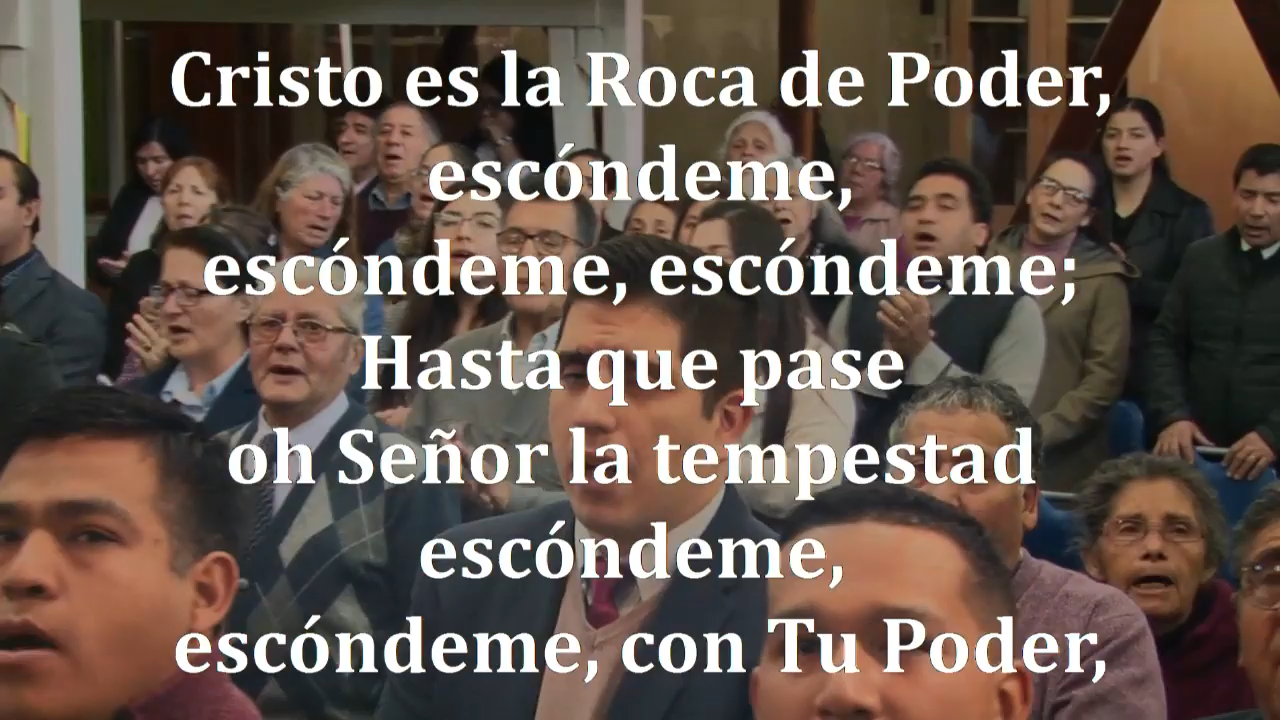 Cristo es la Roca de Poder,
escóndeme,
escóndeme, escóndeme;
Hasta que pase
oh Señor la tempestad
escóndeme,
escóndeme, con Tu Poder,